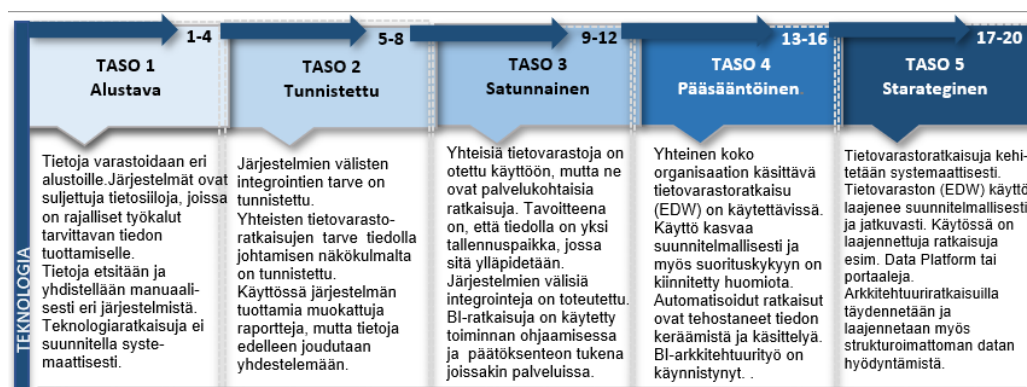 TEKNOLOGIA
1-4
TASO 1
Alustava
Tietoja varastoidaan eri
alustoille.Järjestelmät ovat
suljettuja tietosiiloja, joissa
on rajalliset työkalut
tarvittavan tiedon
tuottamiselle.
Tietoja etsitään ja
yhdistellään manuaali-
sesti eri järjestelmistä.
Teknologiaratkaisuja ei
suunnitella syste-
maattisesti.
5-8
TASO 2
Tunnistettu
Järjestelmien välisten
integrointien tarve on
tunnistettu.
Yhteisten tietovarasto-
ratkaisujen tarve tiedolla
johtamisen näkökulmalta
on tunnistettu.
Käytössä järjestelmän
tuottamia muokattuja
raportteja, mutta tietoja
edelleen joudutaan
yhdestelemään.
9-12
TASO 3
Satunnainen
Yhteisiä tietovarastoja on
otettu käyttöön, mutta ne
ovat palvelukohtaisia
ratkaisuja. Tavoitteena
on, että tiedolla on yksi
tallennuspaikka, jossa
sitä ylläpidetään.
Järjestelmien välisiä
integrointeja on toteutettu.
BI-ratkaisuja on käytetty
toiminnan ohjaamisessa
ja päätöksenteon tukena
joissakin palveluissa.
13-16
TASO 4
Pääsääntöinen.
Yhteinen koko
organisaation käsittävä
tietovarastoratkaisu
(EDW) on käytettävissä.
Käyttö kasvaa
suunnitelmallisesti ja
myös suorituskykyyn on
kiinnitetty huomiota.
Automatisoidut ratkaisut
ovat tehostaneet tiedon
keräämistä ja käsittelyä.
BI-arkkitehtuurityö on
käynnistynyt. .
17-20
TASO 5
Starateginen
Tietovarastoratkaisuja kehi-
tetään systemaattisesti.
Tietovaraston (EDW) käyttö
laajenee suunnitelmallisesti
ja jatkuvasti. Käytössä on
laajennettuja ratkaisuja
esim. Data Platform tai
portaaleja.
Arkkitehtuuriratkaisuilla
täydennetään ja
laajennetaan myös
strukturoimattoman datan
hyödyntämistä.